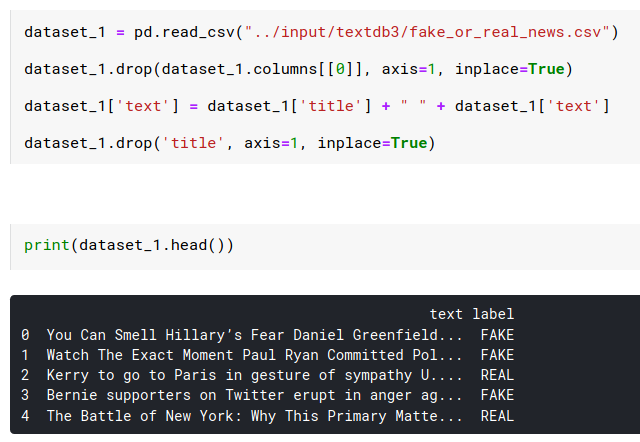 dataset_1 = pd.read_csv("../input/textdb3/fake_or_real_news.csv")
dataset_1.drop(dataset_1.columns[[0]], axis=1, inplace=True)
dataset_1['text'] = dataset_1['title'] + " " + dataset_1['text']
dataset_1.drop('title', axis=1, inplace=True)
print(dataset_1.head())
text label
0 You Can Smell Hillary's Fear Daniel Greenfield... FAKE
1 Watch The Exact Moment Paul Ryan Committed Pol... FAKE
2 Kerry to go to Paris in gesture of sympathy U.... REAL
3 Bernie supporters on Twitter erupt in anger ag... FAKE
4 The Battle of New York: Why This Primary Matte... REAL